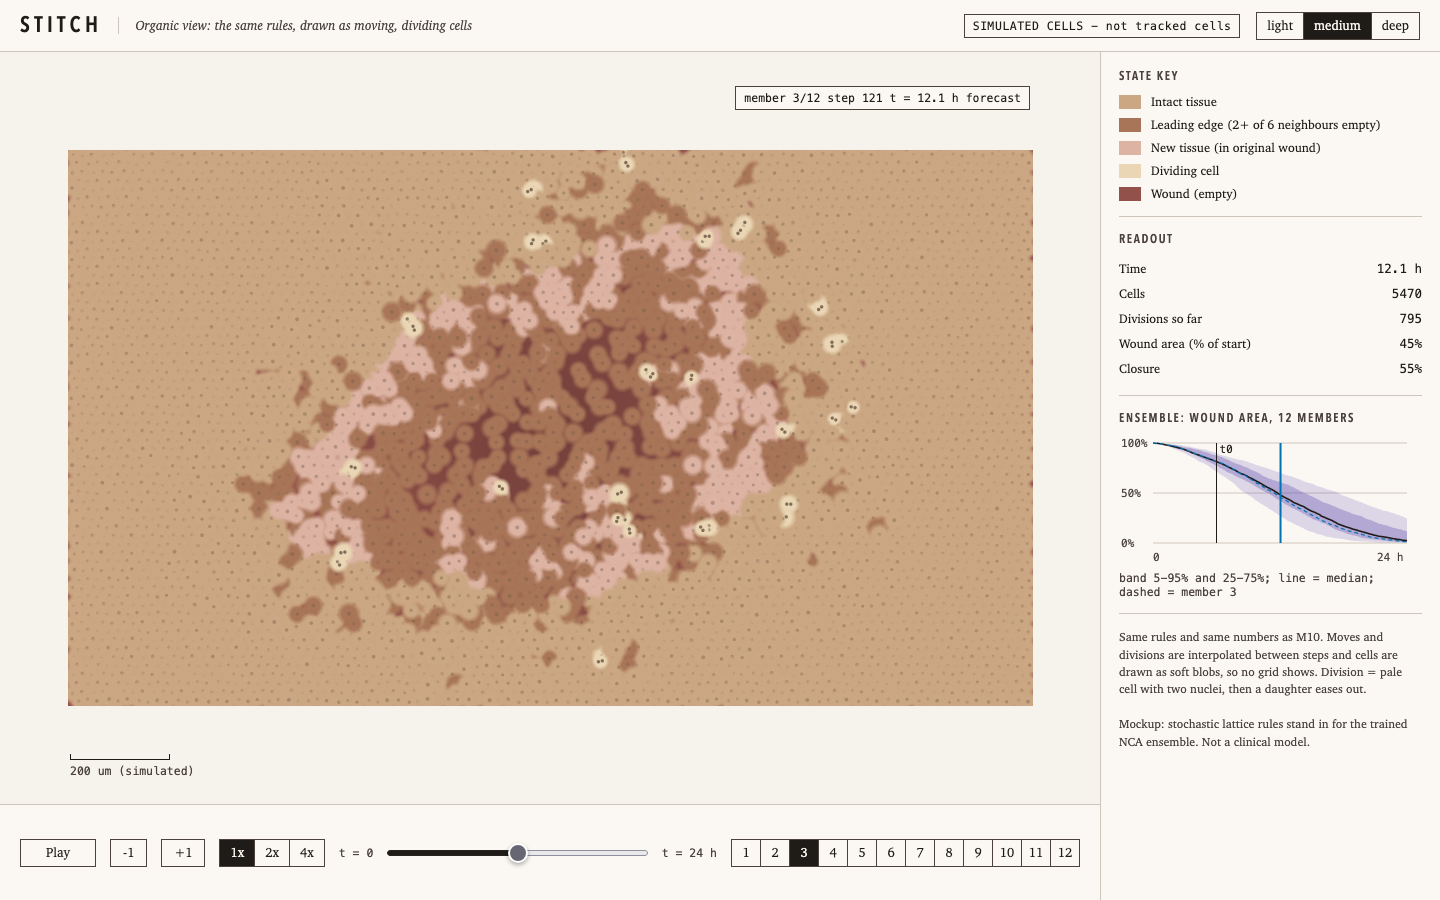 STITCH
Organic view: the same rules, drawn as moving, dividing cells
SIMULATED CELLS – not tracked cells
light medium deep
member 3/12 step 121 t = 12.1 h forecast
200 um (simulated)
Play -1 +1 1x 2x 4x t = 0 t = 24 h 1 2 3 4 5 6 7 8 9 10 11 12
STATE KEY
Intact tissue
Leading edge (2+ of 6 neighbours empty)
New tissue (in original wound)
Dividing cell
Wound (empty)
READOUT
Time 12.1 h
Cells 5470
Divisions so far 795
Wound area (% of start) 45%
Closure 55%
ENSEMBLE: WOUND AREA, 12 MEMBERS
100%
t0
50%
0%
0 24 h
band 5–95% and 25–75%; line = median;
dashed = member 3
Same rules and same numbers as M10. Moves and
divisions are interpolated between steps and cells are
drawn as soft blobs, so no grid shows. Division = pale
cell with two nuclei, then a daughter eases out.
Mockup: stochastic lattice rules stand in for the trained
NCA ensemble. Not a clinical model.